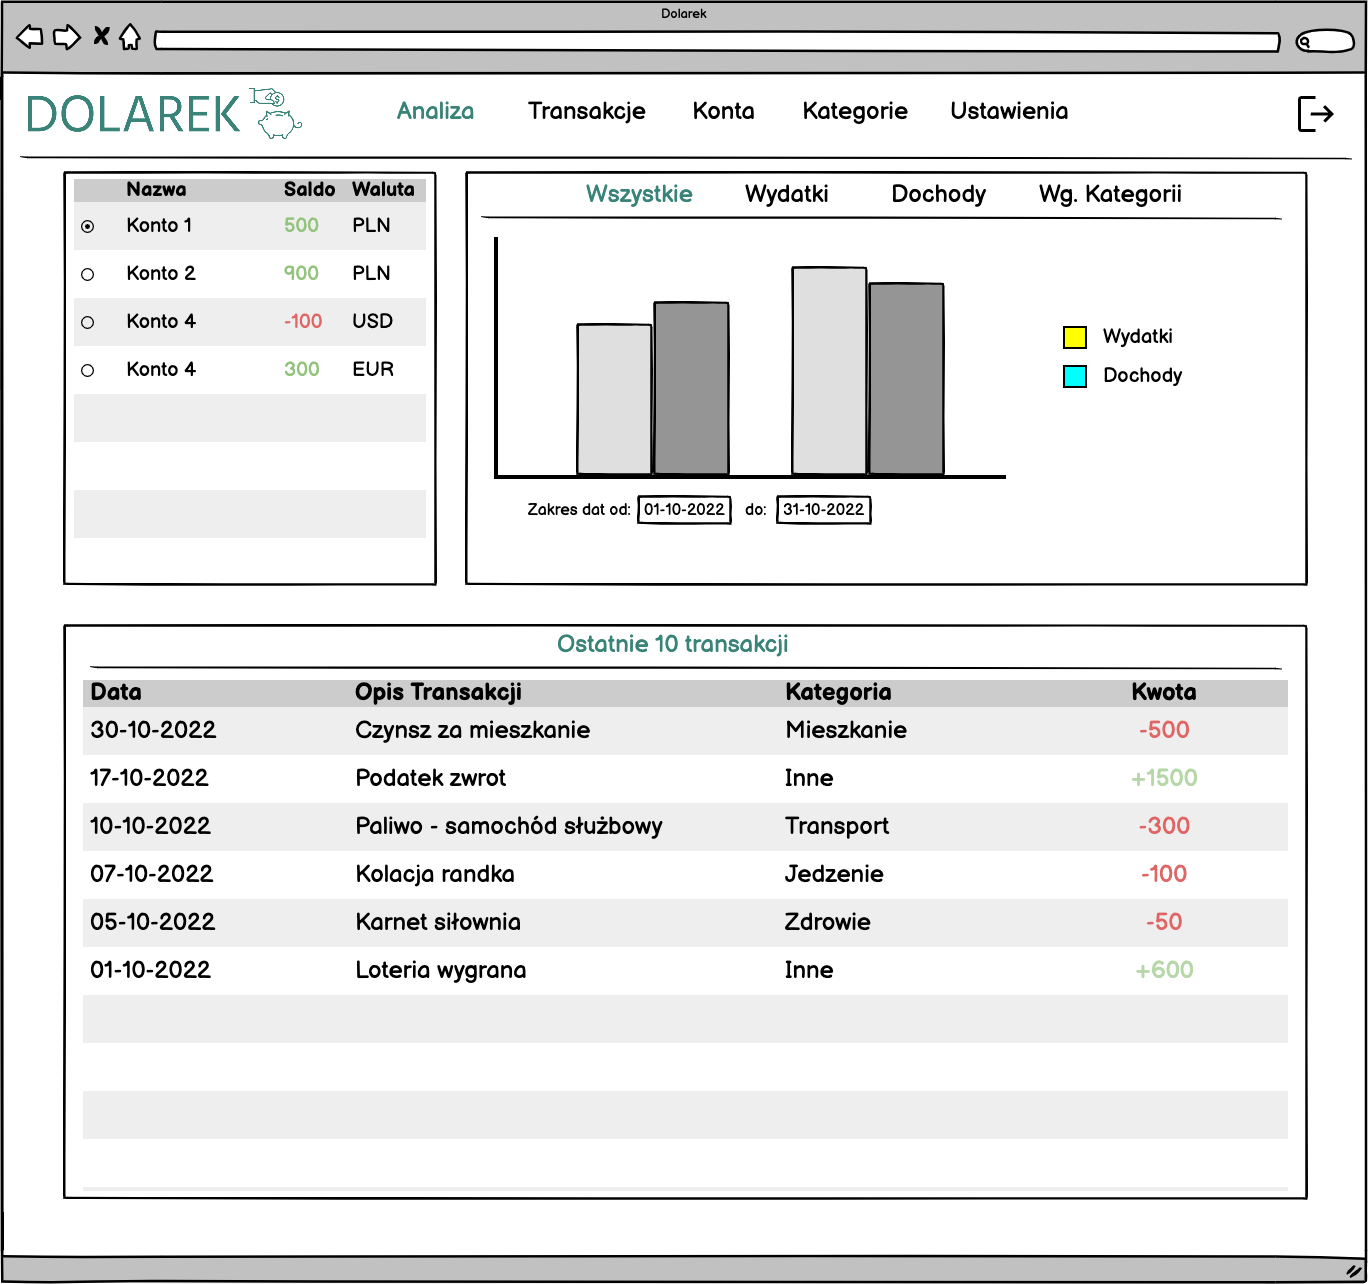 Dolarek
DOLAREK Analiza Transakcje Konta Kategorie Ustawienia
Nazwa Saldo Waluta
Konto 1 500 PLN
Konto 2 900 PLN
Konto 4 -100 USD
Konto 4 300 EUR
Wszystkie Wydatki Dochody Wg. Kategorii
Wydatki
Dochody
Zakres dat od: 01-10-2022 do: 31-10-2022
Ostatnie 10 transakcji
Data Opis Transakcji Kategoria Kwota
30-10-2022 Czynsz za mieszkanie Mieszkanie -500
17-10-2022 Podatek zwrot Inne +1500
10-10-2022 Paliwo - samochód służbowy Transport -300
07-10-2022 Kolacja randka Jedzenie -100
05-10-2022 Karnet siłownia Zdrowie -50
01-10-2022 Loteria wygrana Inne +600